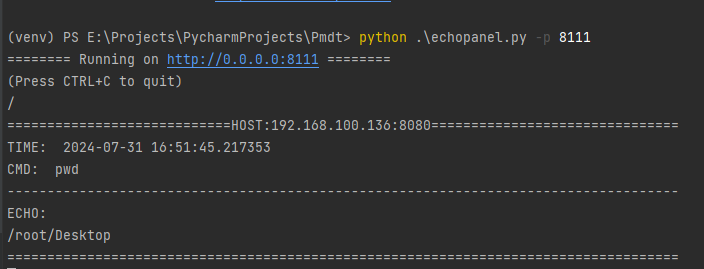 (venv) PS E:\Projects\PycharmProjects\Pmdt> python .\echopanel.py -p 8111
======== Running on http://0.0.0.0:8111 ========
(Press CTRL+C to quit)
/
============================HOST:192.168.100.136:8080===============================
TIME:  2024-07-31 16:51:45.217353
CMD:  pwd
------------------------------------------------------------------------------------
ECHO:
/root/Desktop
====================================================================================